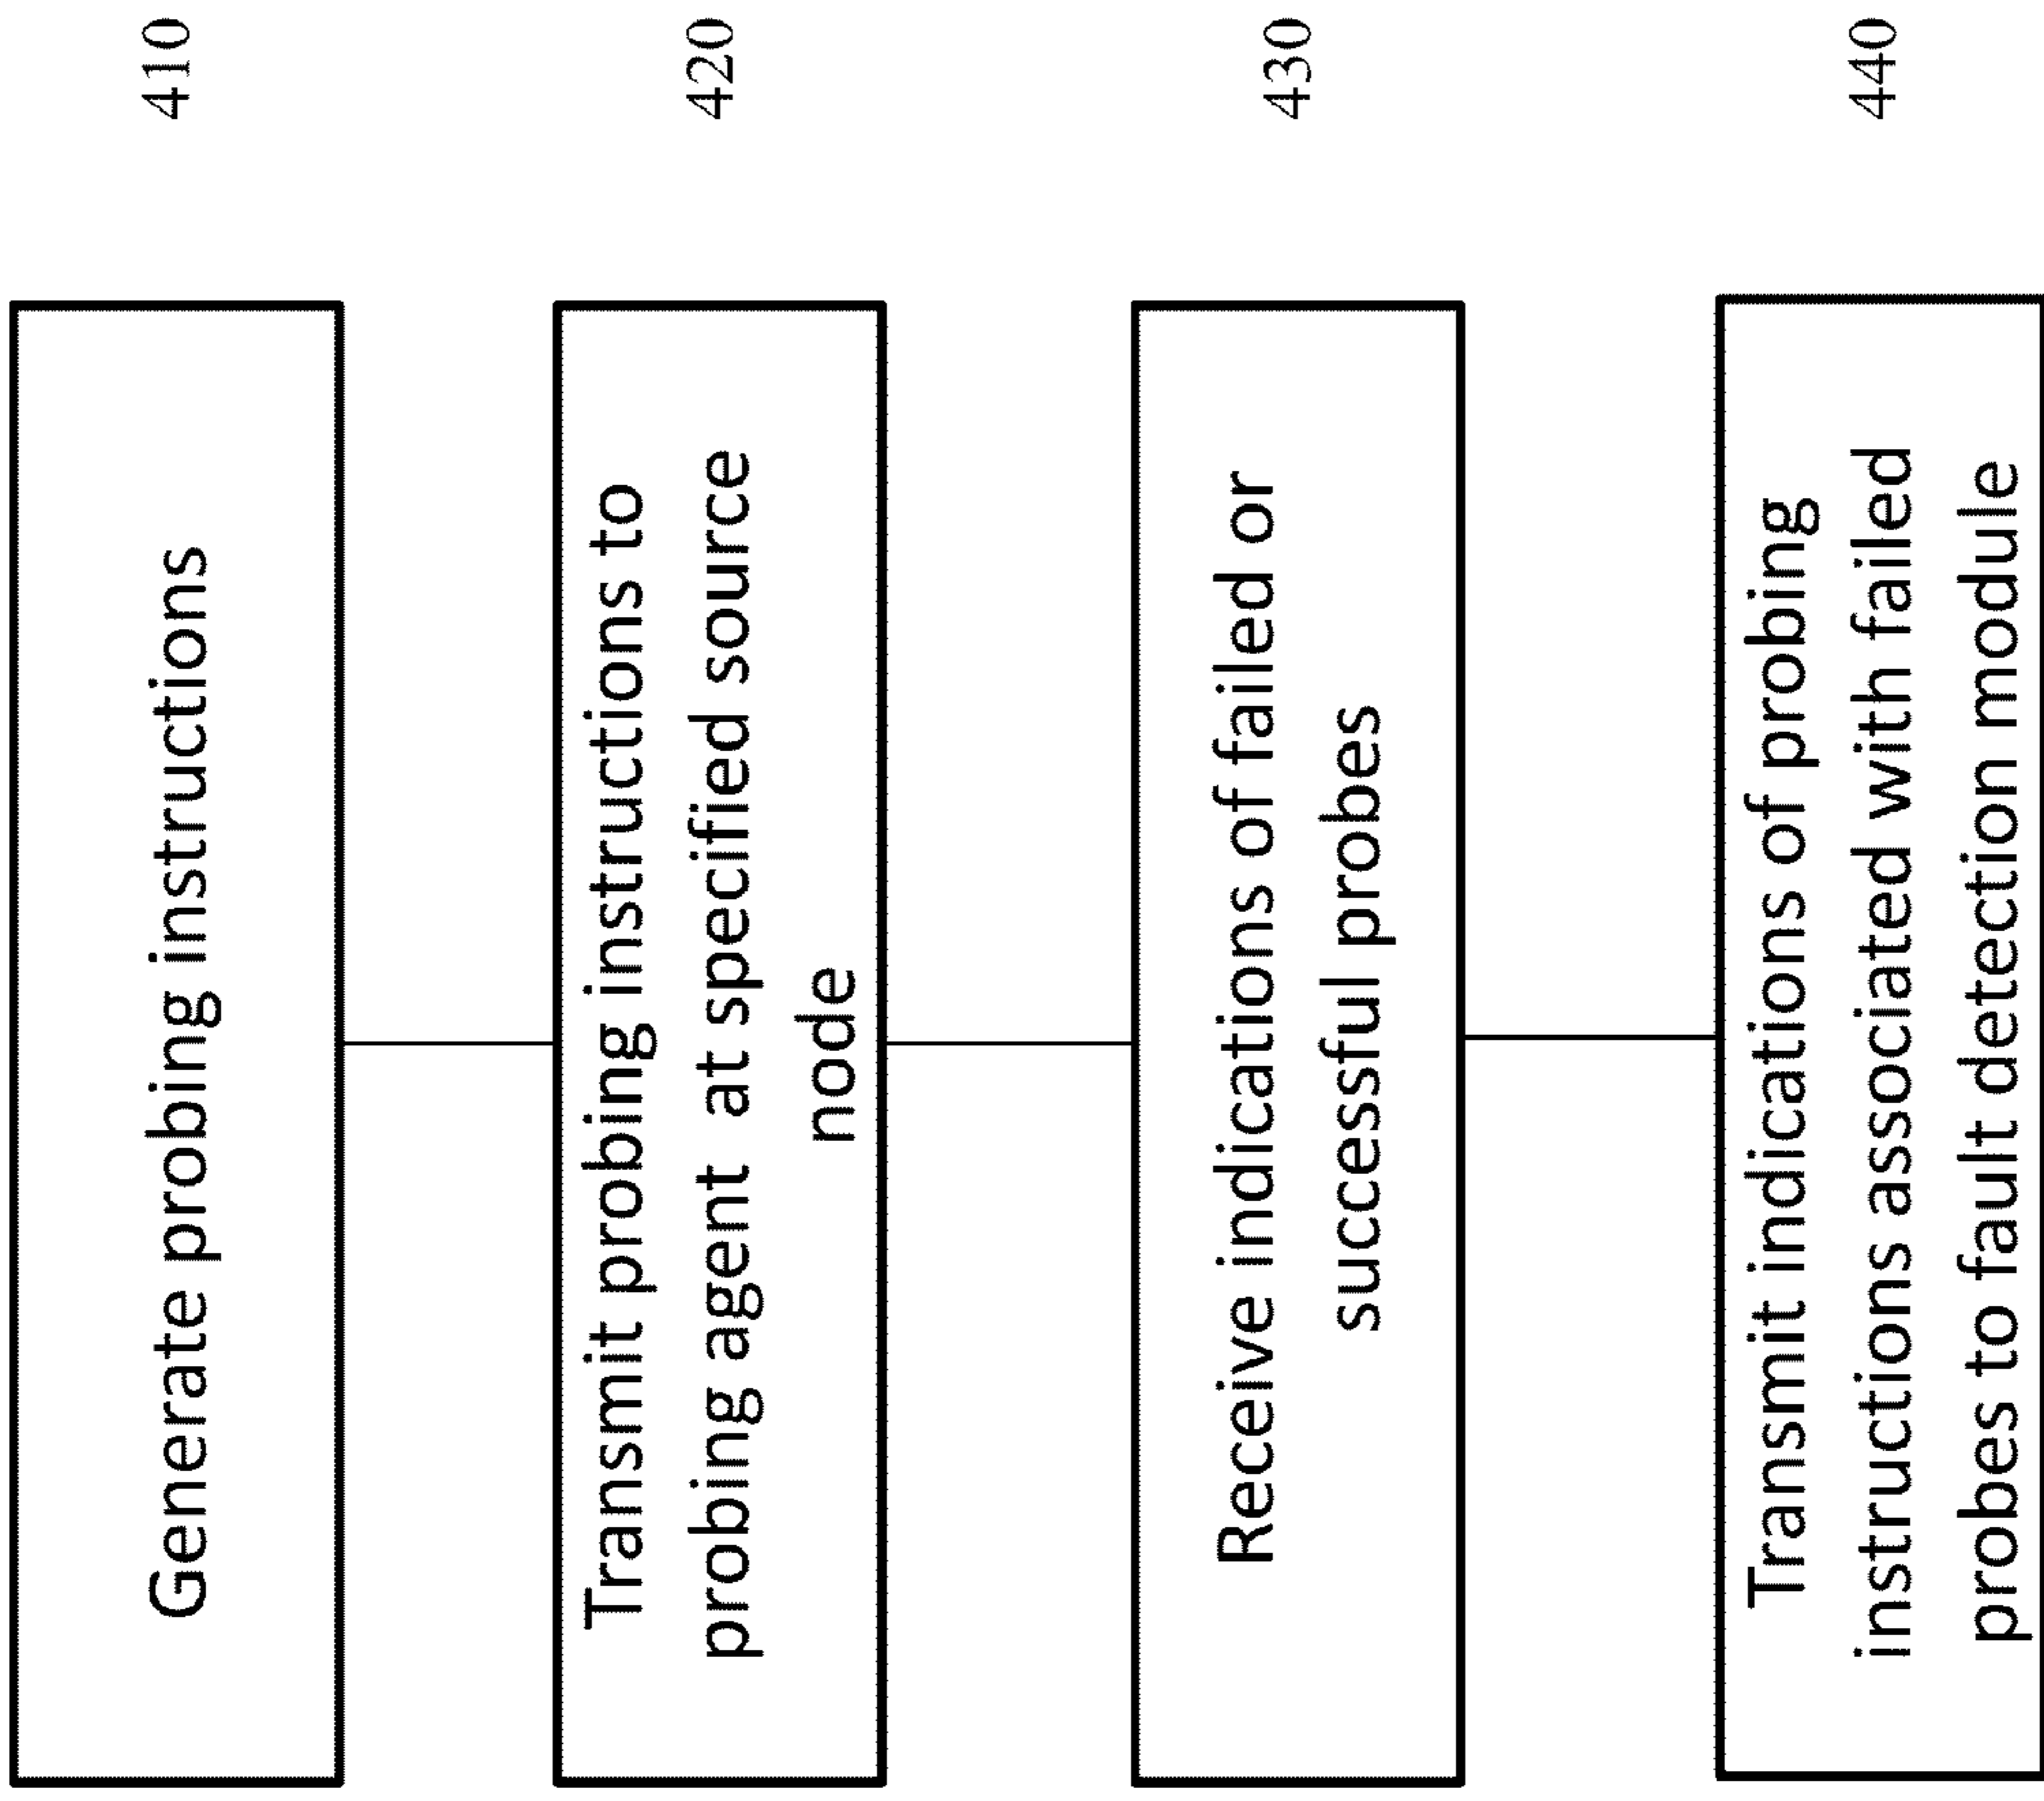 Generate probing instructions
410
Transmit probing instructions to
probing agent at specified source
node
420
Receive indications of failed or
successful probes
430
Transmit indications of probing
instructions associated with failed
probes to fault detection module
440